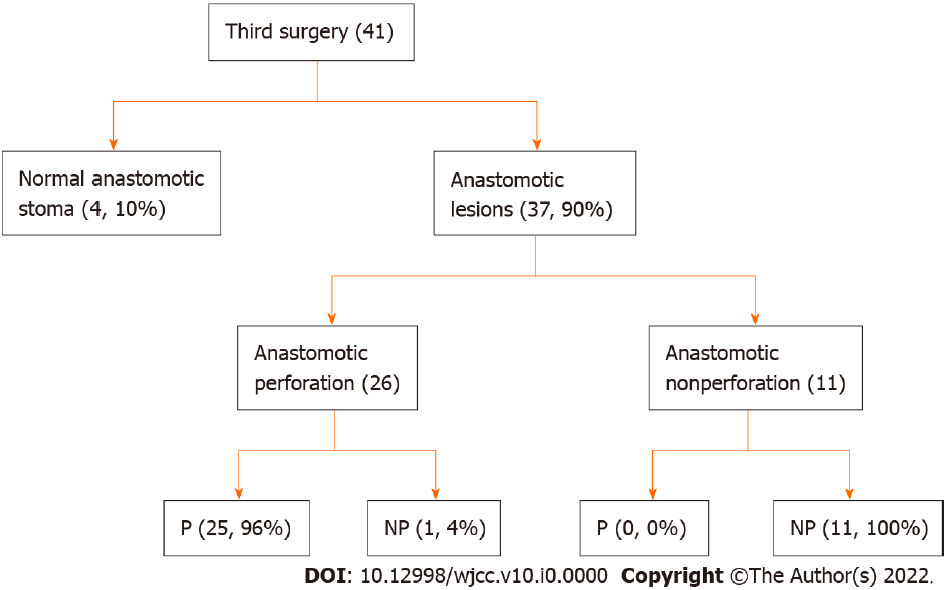 Third surgery (41)
Normal anastomotic
stoma (4, 10%)
Anastomotic
lesions (37, 90%)
Anastomotic
perforation (26)
Anastomotic
nonperforation (11)
P (25, 96%)
NP (1, 4%)
P (0, 0%)
NP (11, 100%)
DOI: 10.12998/wjcc.v10.i0.0000 Copyright ©The Author(s) 2022.